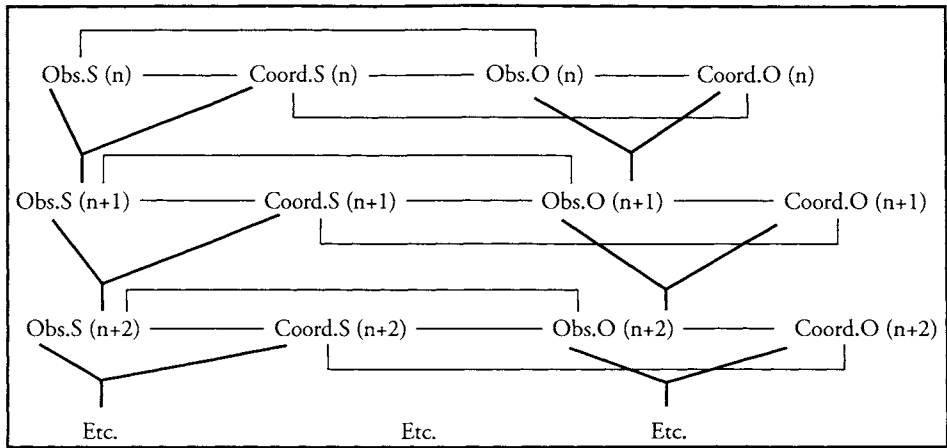 Obs.S (n) Coord.S (n) Obs.O (n) Coord.O (n)
Obs.S (n+1) Coord.S (n+1) Obs.O (n+1) Coord.O (n+1)
Obs.S (n+2) Coord.S (n+2) Obs.O (n+2) Coord.O (n+2)
Etc. Etc. Etc.